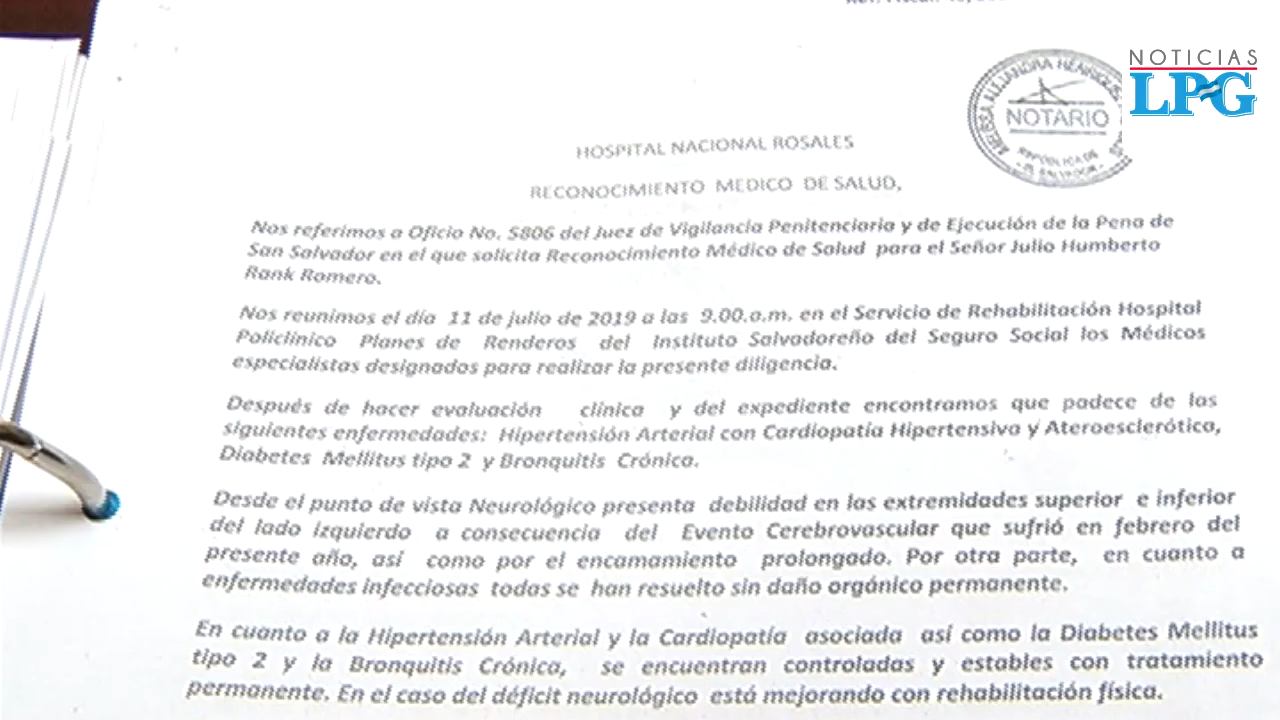 NOTICIAS
LPG
NOTARIO
REPÚBLICA DE
EL SALVADOR
HOSPITAL NACIONAL ROSALES
RECONOCIMIENTO MEDICO DE SALUD,
Nos referimos a Oficio No. 5806 del Juez de Vigilancia Penitenciaria y de Ejecución de la Pena de
San Salvador en el que solicita Reconocimiento Médico de Salud para el Señor Julio Humberto
Rank Romero.
Nos reunimos el día 11 de julio de 2019 a las 9.00.a.m. en el Servicio de Rehabilitación Hospital
Policlínico Planes de Renderos del Instituto Salvadoreño del Seguro Social los Médicos
especialistas designados para realizar la presente diligencia.
Después de hacer evaluación clínica y del expediente encontramos que padece de las
siguientes enfermedades: Hipertensión Arterial con Cardiopatía Hipertensiva y Ateroesclerótica,
Diabetes Mellitus tipo 2 y Bronquitis Crónica.
Desde el punto de vista Neurológico presenta debilidad en las extremidades superior e inferior
del lado izquierdo a consecuencia del Evento Cerebrovascular que sufrió en febrero del
presente año, así como por el encamamiento prolongado. Por otra parte, en cuanto a
enfermedades infecciosas todas se han resuelto sin daño orgánico permanente.
En cuanto a la Hipertensión Arterial y la Cardiopatía asociada así como la Diabetes Mellitus
tipo 2 y la Bronquitis Crónica, se encuentran controladas y estables con tratamiento
permanente. En el caso del déficit neurológico está mejorando con rehabilitación física.